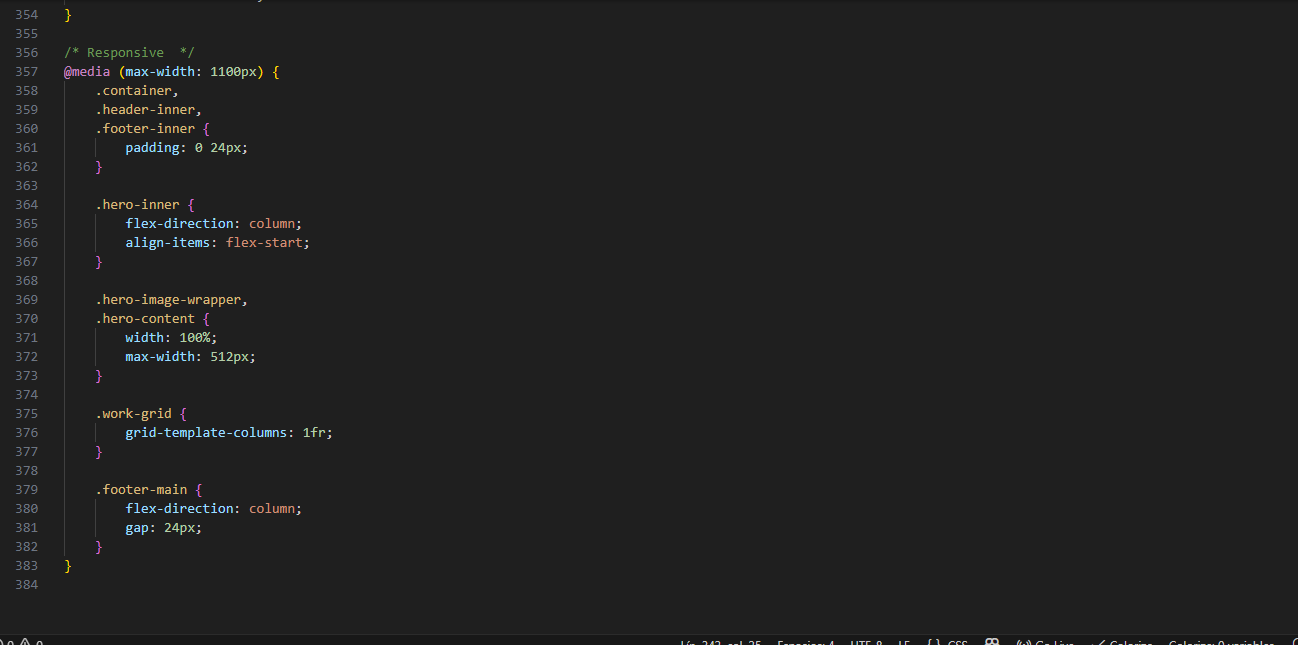 354 }
355
356 /* Responsive  */
357 @media (max-width: 1100px) {
358     .container,
359     .header-inner,
360     .footer-inner {
361         padding: 0 24px;
362     }
363
364     .hero-inner {
365         flex-direction: column;
366         align-items: flex-start;
367     }
368
369     .hero-image-wrapper,
370     .hero-content {
371         width: 100%;
372         max-width: 512px;
373     }
374
375     .work-grid {
376         grid-template-columns: 1fr;
377     }
378
379     .footer-main {
380         flex-direction: column;
381         gap: 24px;
382     }
383 }
384